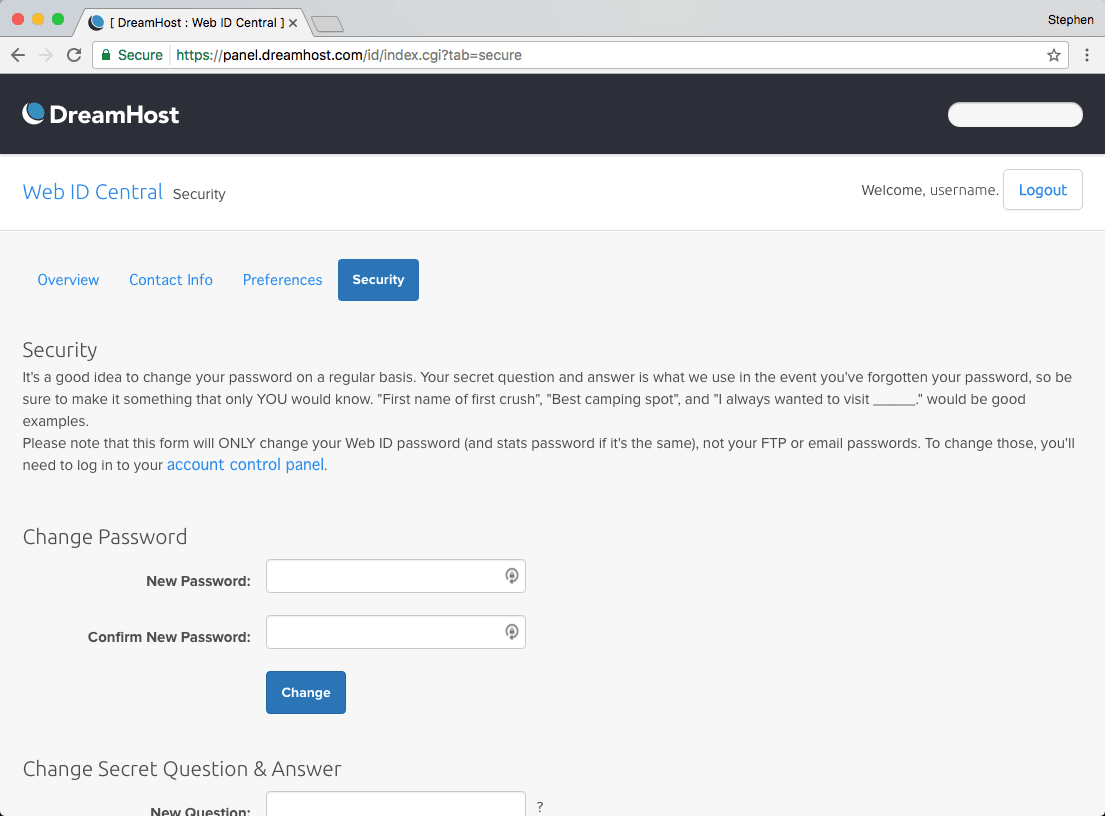 [ DreamHost : Web ID Central ]
Stephen
Secure https://panel.dreamhost.com/id/index.cgi?tab=secure
DreamHost
Web ID Central Security
Welcome, username. Logout
Overview Contact Info Preferences Security
Security
It's a good idea to change your password on a regular basis. Your secret question and answer is what we use in the event you've forgotten your password, so be
sure to make it something that only YOU would know. "First name of first crush", "Best camping spot", and "I always wanted to visit ______." would be good
examples.
Please note that this form will ONLY change your Web ID password (and stats password if it's the same), not your FTP or email passwords. To change those, you'll
need to log in to your account control panel.
Change Password
New Password:
Confirm New Password:
Change
Change Secret Question & Answer
New Question: ?